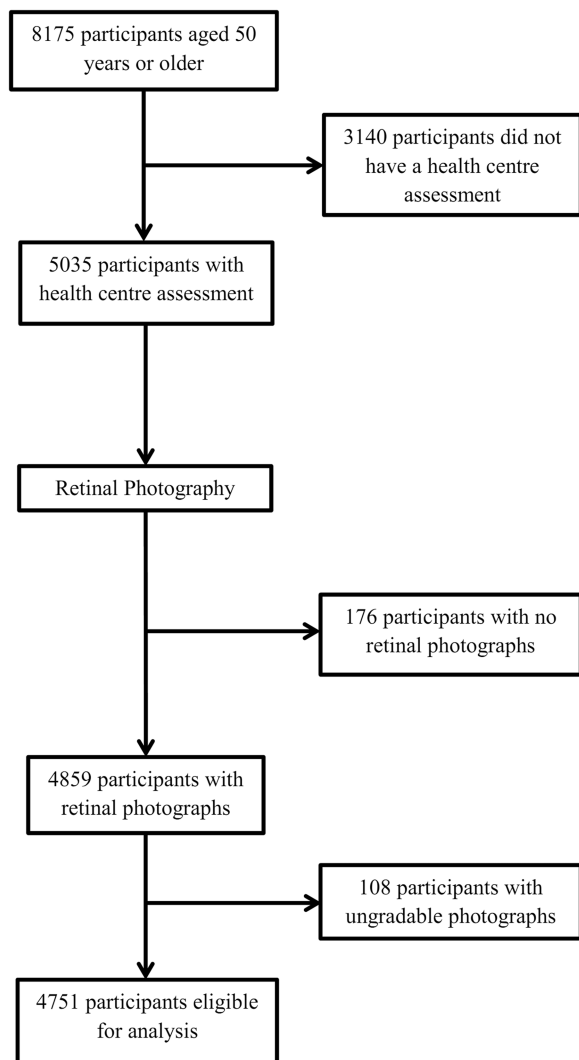 8175 participants aged 50
years or older
3140 participants did not
have a health centre
assessment
5035 participants with
health centre assessment
Retinal Photography
176 participants with no
retinal photographs
4859 participants with
retinal photographs
108 participants with
ungradable photographs
4751 participants eligible
for analysis